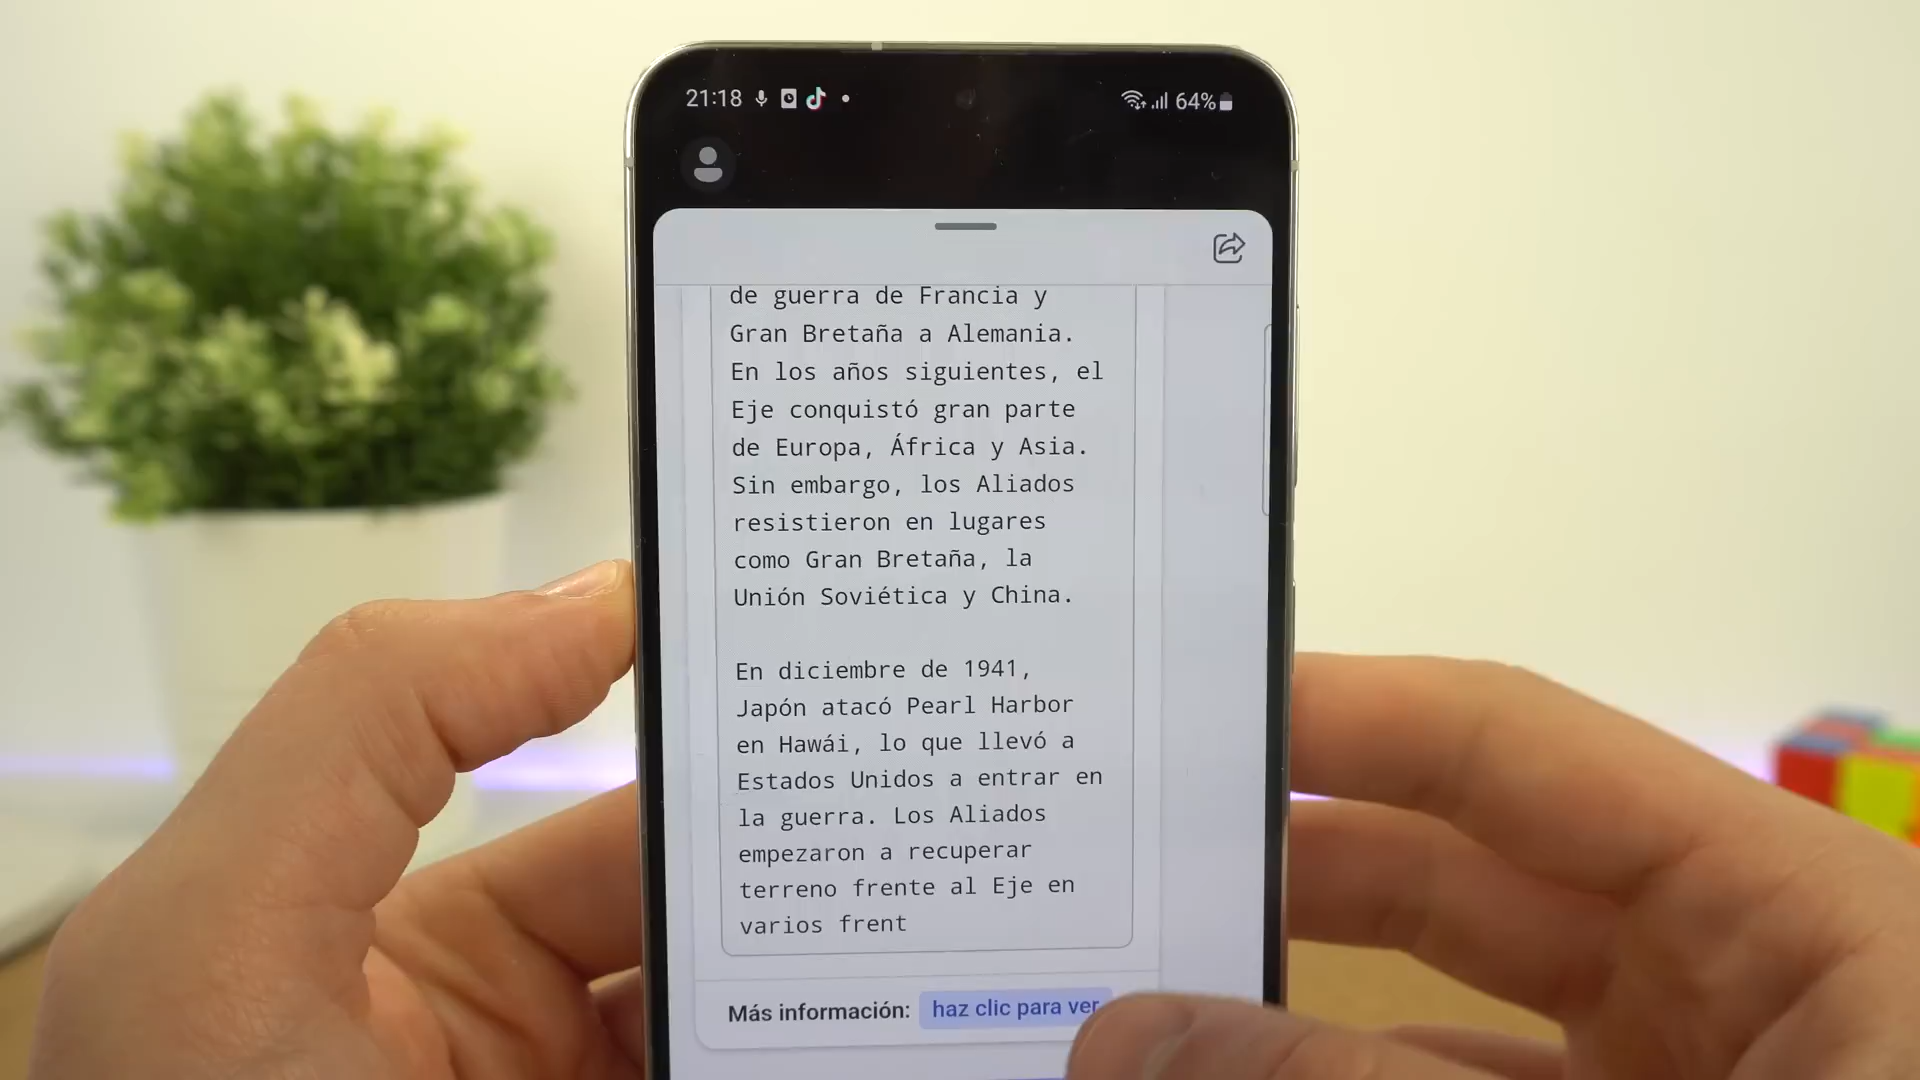 21:18
64%
de guerra de Francia y
Gran Bretaña a Alemania.
En los años siguientes, el
Eje conquistó gran parte
de Europa, África y Asia.
Sin embargo, los Aliados
resistieron en lugares
como Gran Bretaña, la
Unión Soviética y China.
En diciembre de 1941,
Japón atacó Pearl Harbor
en Hawái, lo que llevó a
Estados Unidos a entrar en
la guerra. Los Aliados
empezaron a recuperar
terreno frente al Eje en
varios frent
Más información: haz clic para ver